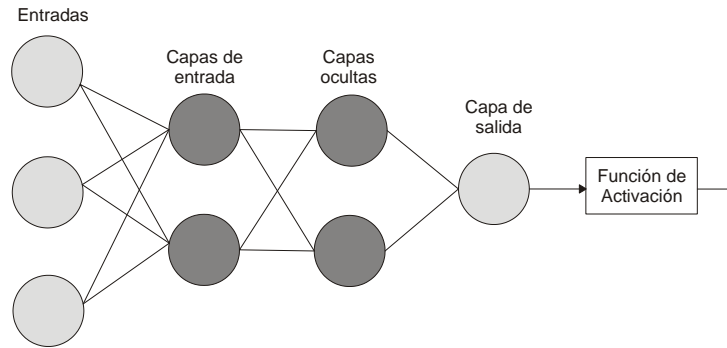 Entradas
Capas de
entrada
Capas
ocultas
Capa de
salida
Función de
Activación